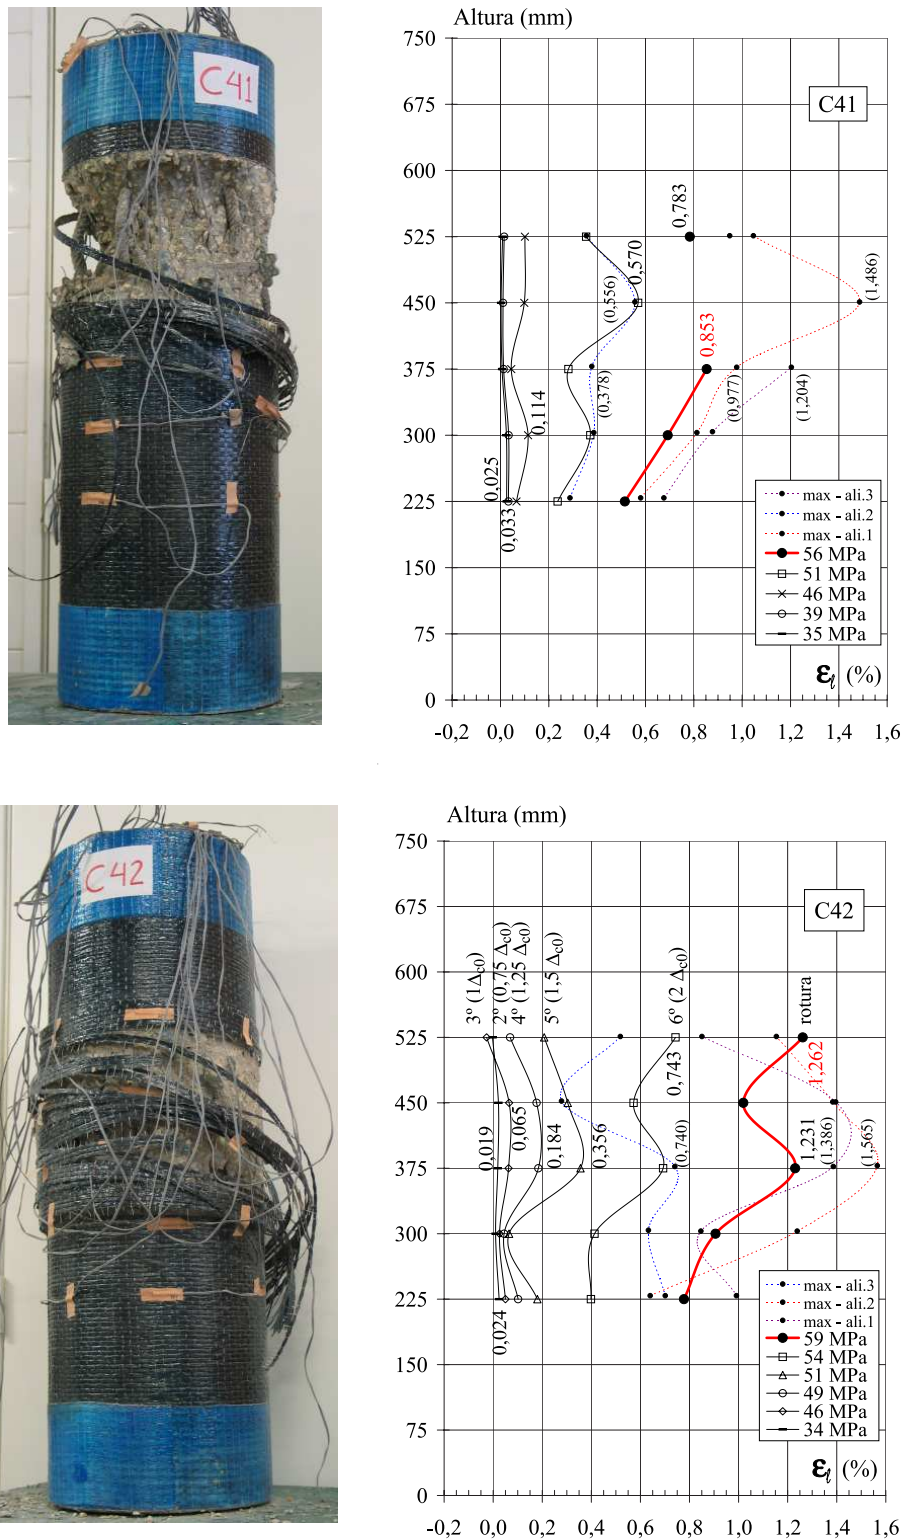 C41
Altura (mm)
750
675
600
525
450
375
300
225
150
75
0
-0,2
0,0
0,2
0,4
0,6
0,8
1,0
1,2
1,4
1,6
C41
0,783
0,570
(0,556)
(1,486)
0,853
(0,378)
(0,977)
(1,204)
0,114
0,025
0,033
max - ali.3
max - ali.2
max - ali.1
56 MPa
51 MPa
46 MPa
39 MPa
35 MPa
εℓ (%)
C42
Altura (mm)
750
675
600
525
450
375
300
225
150
75
0
-0,2
0,0
0,2
0,4
0,6
0,8
1,0
1,2
1,4
1,6
C42
3º (1Δc0)
2º (0,75 Δc0)
4º (1,25 Δc0)
5º (1,5 Δc0)
6º (2 Δc0)
rotura
0,743
1,262
0,019
0,065
0,184
0,356
(0,740)
1,231
(1,386)
(1,565)
0,024
max - ali.3
max - ali.2
max - ali.1
59 MPa
54 MPa
51 MPa
49 MPa
46 MPa
34 MPa
εℓ (%)